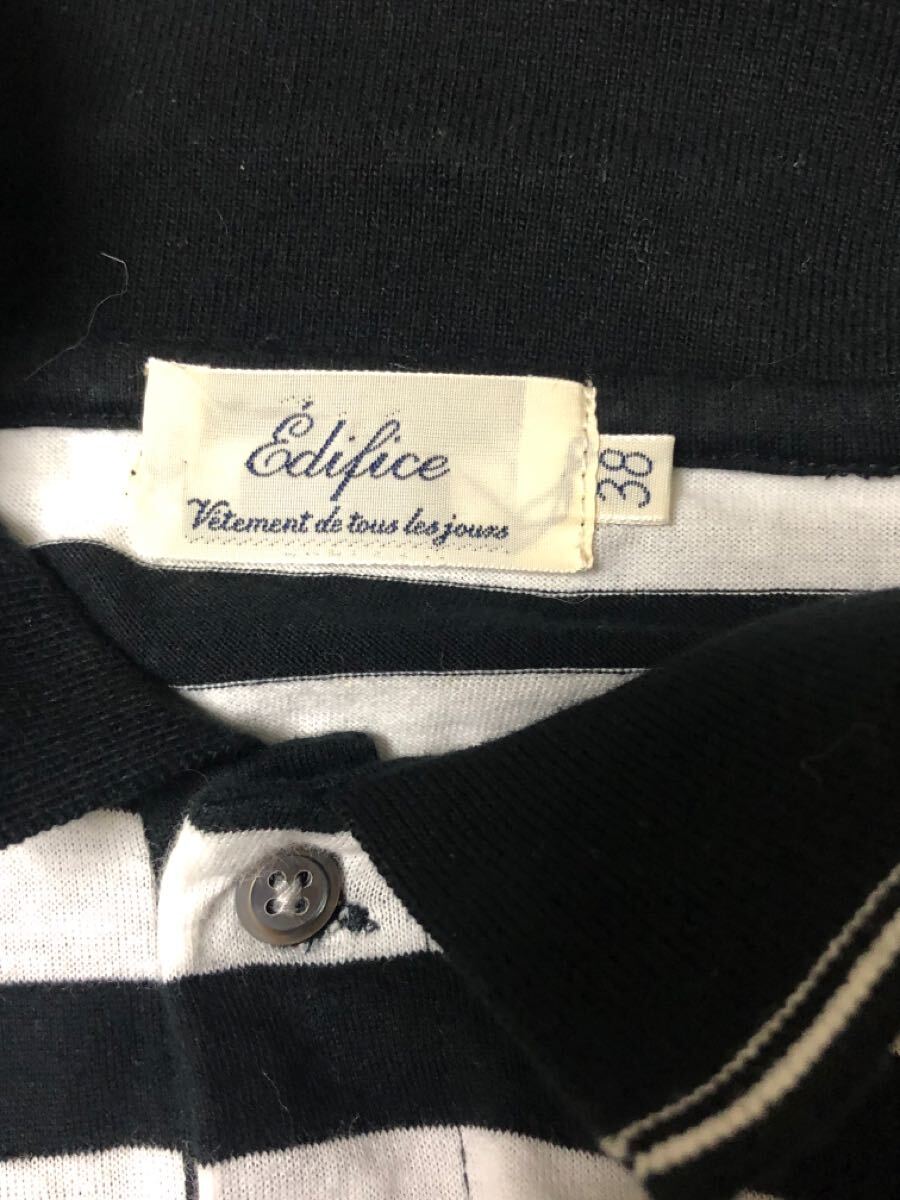 Édifice
Vêtement de tous les jours
38